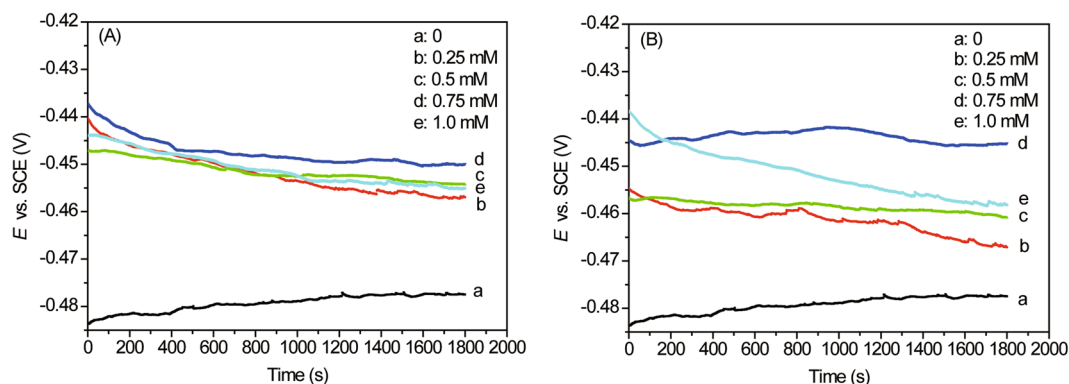 (A)
a: 0
b: 0.25 mM
c: 0.5 mM
d: 0.75 mM
e: 1.0 mM
-0.42
-0.43
-0.44
-0.45
-0.46
-0.47
-0.48
E vs. SCE (V)
d
c
e
b
a
0 200 400 600 800 1000 1200 1400 1600 1800 2000
Time (s)
(B)
a: 0
b: 0.25 mM
c: 0.5 mM
d: 0.75 mM
e: 1.0 mM
-0.42
-0.43
-0.44
-0.45
-0.46
-0.47
-0.48
E vs. SCE (V)
d
e
c
b
a
0 200 400 600 800 1000 1200 1400 1600 1800 2000
Time (s)